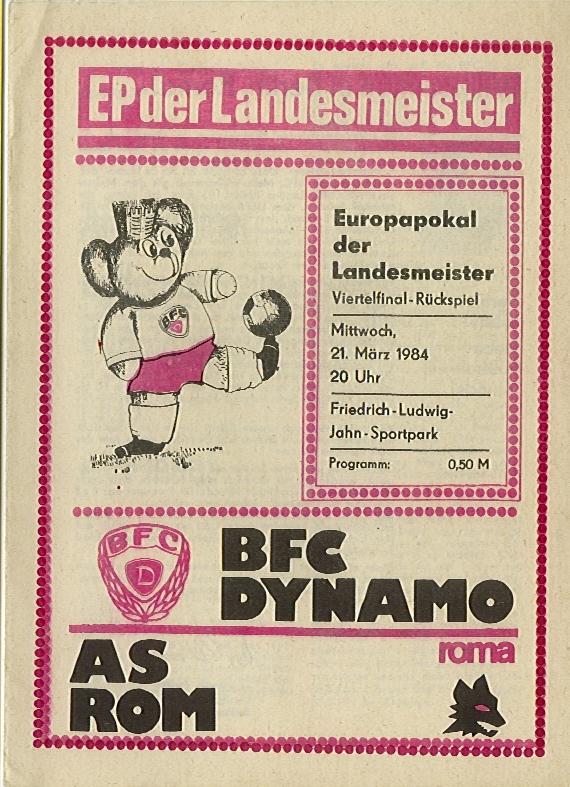 EP der Landesmeister
BFC
Europapokal
der
Landesmeister
Viertelfinal-Rückspiel
Mittwoch,
21. März 1984
20 Uhr
Friedrich-Ludwig-
Jahn-Sportpark
Programm: 0,50 M
BFC
D
BFC
DYNAMO
roma
AS
ROM